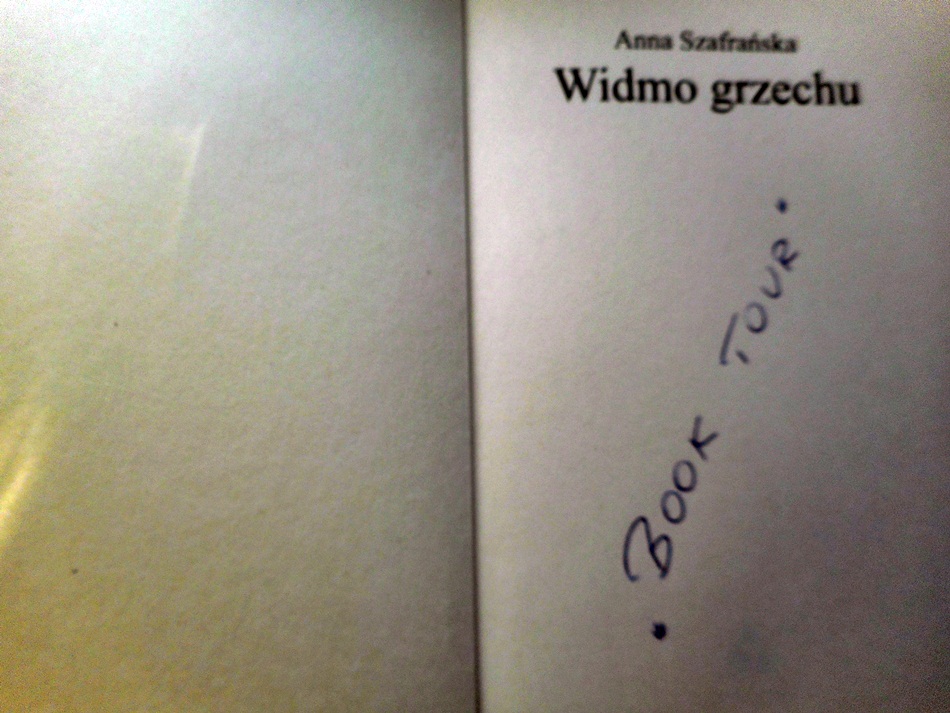 Anna Szafrańska
Widmo grzechu
• BOOK TOUR •